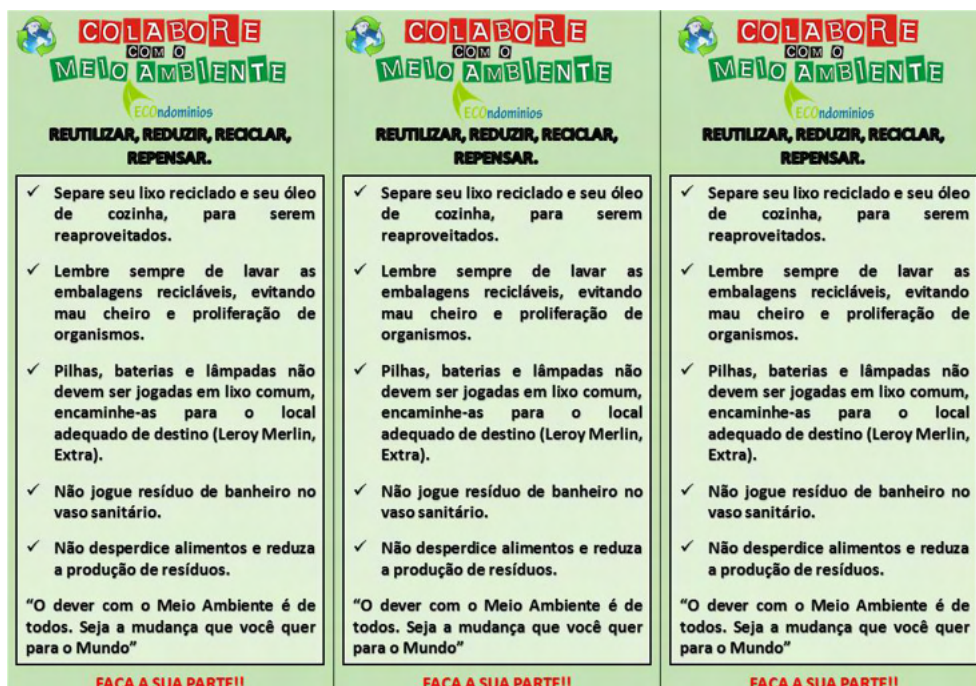 COLABORE
COM O
MEIO AMBIENTE
ECOndominios
REUTILIZAR, REDUZIR, RECICLAR,
REPENSAR.
✓ Separe seu lixo reciclado e seu óleo
de cozinha, para serem
reaproveitados.
✓ Lembre sempre de lavar as
embalagens recicláveis, evitando
mau cheiro e proliferação de
organismos.
✓ Pilhas, baterias e lâmpadas não
devem ser jogadas em lixo comum,
encaminhe-as para o local
adequado de destino (Leroy Merlin,
Extra).
✓ Não jogue resíduo de banheiro no
vaso sanitário.
✓ Não desperdice alimentos e reduza
a produção de resíduos.
“O dever com o Meio Ambiente é de
todos. Seja a mudança que você quer
para o Mundo”
FAÇA A SUA PARTE!!
COLABORE
COM O
MEIO AMBIENTE
ECOndominios
REUTILIZAR, REDUZIR, RECICLAR,
REPENSAR.
✓ Separe seu lixo reciclado e seu óleo
de cozinha, para serem
reaproveitados.
✓ Lembre sempre de lavar as
embalagens recicláveis, evitando
mau cheiro e proliferação de
organismos.
✓ Pilhas, baterias e lâmpadas não
devem ser jogadas em lixo comum,
encaminhe-as para o local
adequado de destino (Leroy Merlin,
Extra).
✓ Não jogue resíduo de banheiro no
vaso sanitário.
✓ Não desperdice alimentos e reduza
a produção de resíduos.
“O dever com o Meio Ambiente é de
todos. Seja a mudança que você quer
para o Mundo”
FAÇA A SUA PARTE!!
COLABORE
COM O
MEIO AMBIENTE
ECOndominios
REUTILIZAR, REDUZIR, RECICLAR,
REPENSAR.
✓ Separe seu lixo reciclado e seu óleo
de cozinha, para serem
reaproveitados.
✓ Lembre sempre de lavar as
embalagens recicláveis, evitando
mau cheiro e proliferação de
organismos.
✓ Pilhas, baterias e lâmpadas não
devem ser jogadas em lixo comum,
encaminhe-as para o local
adequado de destino (Leroy Merlin,
Extra).
✓ Não jogue resíduo de banheiro no
vaso sanitário.
✓ Não desperdice alimentos e reduza
a produção de resíduos.
“O dever com o Meio Ambiente é de
todos. Seja a mudança que você quer
para o Mundo”
FAÇA A SUA PARTE!!